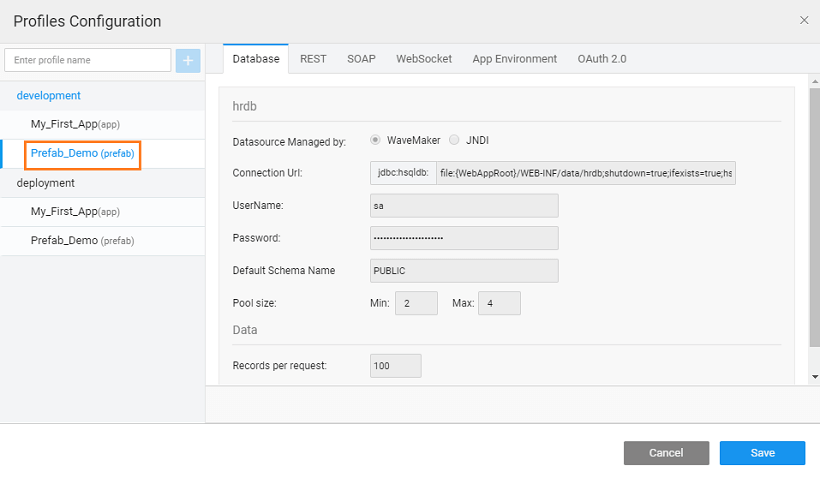 Profiles Configuration
Enter profile name
+
Database REST SOAP WebSocket App Environment OAuth 2.0
development
My_First_App(app)
Prefab_Demo (prefab)
deployment
My_First_App(app)
Prefab_Demo (prefab)
hrdb
Datasource Managed by: WaveMaker JNDI
Connection Url: jdbc:hsqldb: file:{WebAppRoot}/WEB-INF/data/hrdb;shutdown=true;ifexists=true;hs
UserName: sa
Password: ••••••••••••••••••••••
Default Schema Name PUBLIC
Pool size: Min: 2 Max: 4
Data
Records per request: 100
Cancel Save